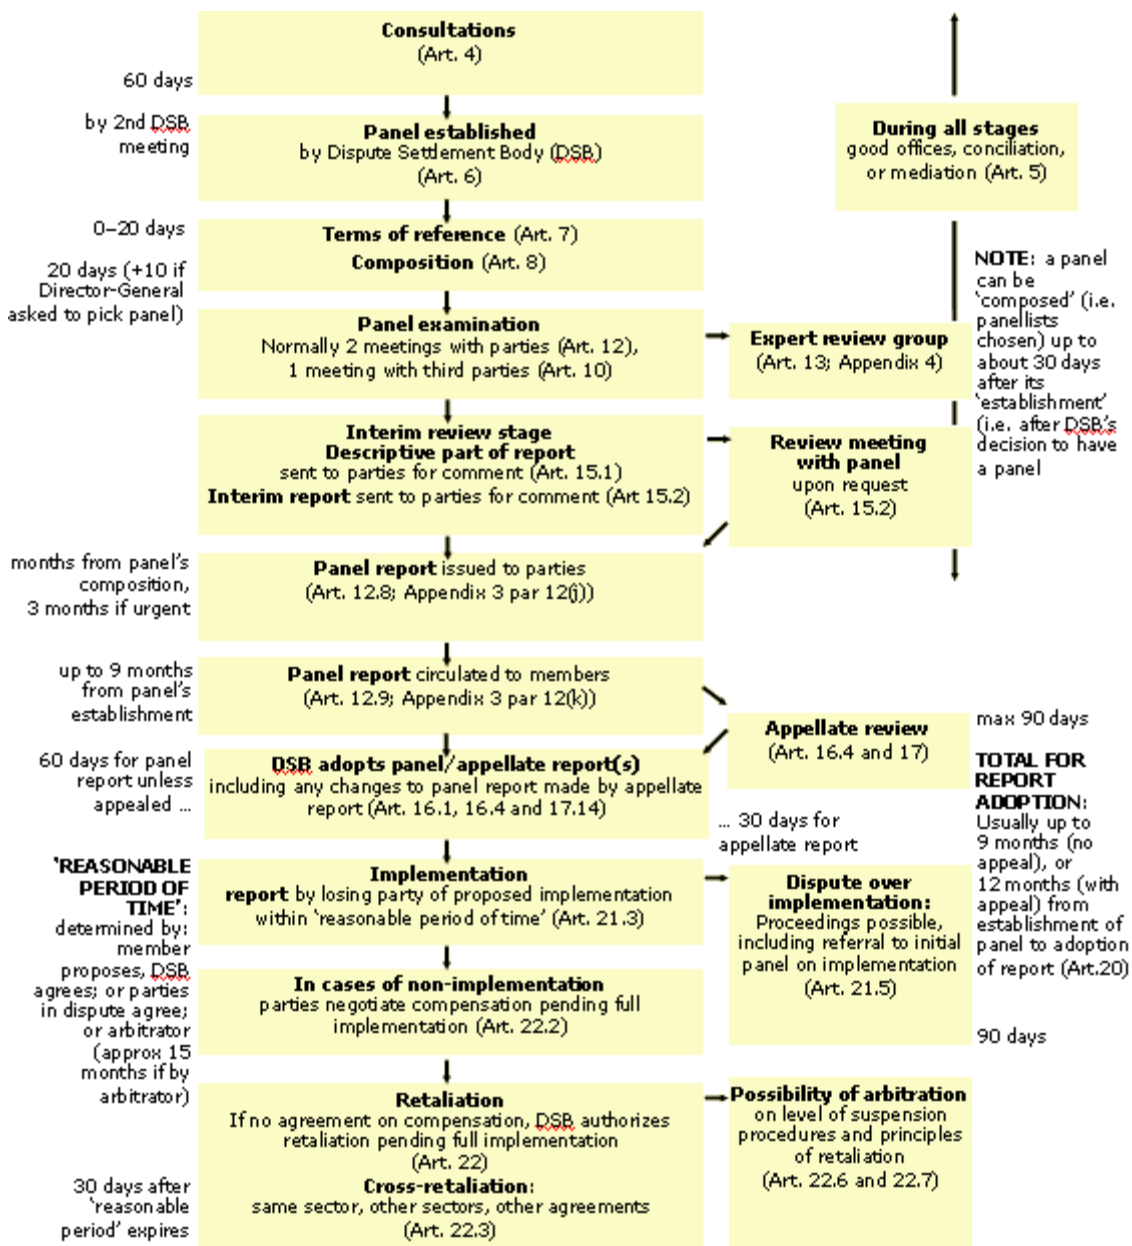 Consultations
(Art. 4)
60 days
by 2nd DSB
meeting
Panel established
by Dispute Settlement Body (DSB)
(Art. 6)
During all stages
good offices, conciliation,
or mediation (Art. 5)
0–20 days
20 days (+10 if
Director-General
asked to pick panel)
Terms of reference (Art. 7)
Composition (Art. 8)
NOTE: a panel
can be
‘composed’ (i.e.
panellists
chosen) up to
about 30 days
after its
‘establishment’
(i.e. after DSB’s
decision to have
a panel
Panel examination
Normally 2 meetings with parties (Art. 12),
1 meeting with third parties (Art. 10)
Expert review group
(Art. 13; Appendix 4)
Interim review stage
Descriptive part of report
sent to parties for comment (Art. 15.1)
Interim report sent to parties for comment (Art 15.2)
Review meeting
with panel
upon request
(Art. 15.2)
months from panel’s
composition,
3 months if urgent
Panel report issued to parties
(Art. 12.8; Appendix 3 par 12(j))
up to 9 months
from panel’s
establishment
Panel report circulated to members
(Art. 12.9; Appendix 3 par 12(k))
Appellate review
(Art. 16.4 and 17)
max 90 days
60 days for panel
report unless
appealed ...
DSB adopts panel/appellate report(s)
including any changes to panel report made by appellate
report (Art. 16.1, 16.4 and 17.14)
... 30 days for
appellate report
TOTAL FOR
REPORT
ADOPTION:
Usually up to
9 months (no
appeal), or
12 months (with
appeal) from
establishment of
panel to adoption
of report (Art.20)
‘REASONABLE
PERIOD OF
TIME’:
determined by:
member
proposes, DSB
agrees; or parties
in dispute agree;
or arbitrator
(approx 15
months if by
arbitrator)
Implementation
report by losing party of proposed implementation
within ‘reasonable period of time’ (Art. 21.3)
Dispute over
implementation:
Proceedings possible,
including referral to initial
panel on implementation
(Art. 21.5)
90 days
In cases of non-implementation
parties negotiate compensation pending full
implementation (Art. 22.2)
Retaliation
If no agreement on compensation, DSB authorizes
retaliation pending full implementation
(Art. 22)
Cross-retaliation:
same sector, other sectors, other agreements
(Art. 22.3)
Possibility of arbitration
on level of suspension
procedures and principles
of retaliation
(Art. 22.6 and 22.7)
30 days after
‘reasonable
period’ expires